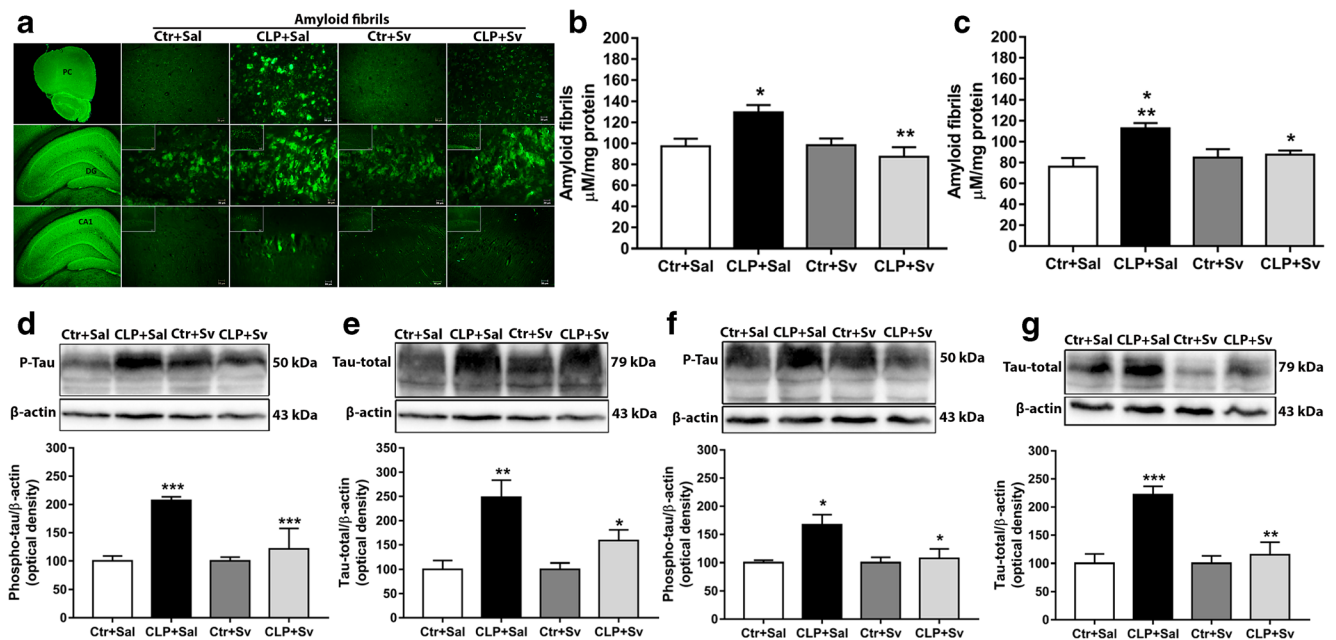 a
Amyloid fibrils
Ctr+Sal CLP+Sal Ctr+Sv CLP+Sv
PC
DG
CA1
b
Amyloid fibrils
μM/mg protein
200
180
160
140
120
100
80
60
40
20
0
*
**
Ctr+Sal CLP+Sal Ctr+Sv CLP+Sv
c
Amyloid fibrils
μM/mg protein
200
180
160
140
120
100
80
60
40
20
0
*
**
*
Ctr+Sal CLP+Sal Ctr+Sv CLP+Sv
d
Ctr+Sal CLP+Sal Ctr+Sv CLP+Sv
P-Tau 50 kDa
β-actin 43 kDa
Phospho-tau/β-actin
(optical density)
300
250
200
150
100
50
0
***
***
Ctr+Sal CLP+Sal Ctr+Sv CLP+Sv
e
Ctr+Sal CLP+Sal Ctr+Sv CLP+Sv
Tau-total 79 kDa
β-actin 43 kDa
Tau-total/β-actin
(optical density)
350
300
250
200
150
100
50
0
**
*
Ctr+Sal CLP+Sal Ctr+Sv CLP+Sv
f
Ctr+Sal CLP+Sal Ctr+Sv CLP+Sv
P-Tau 50 kDa
β-actin 43 kDa
Phospho-tau/β-actin
(optical density)
300
250
200
150
100
50
0
*
*
Ctr+Sal CLP+Sal Ctr+Sv CLP+Sv
g
Ctr+Sal CLP+Sal Ctr+Sv CLP+Sv
Tau-total 79 kDa
β-actin 43 kDa
Tau-total/β-actin
(optical density)
300
250
200
150
100
50
0
***
**
Ctr+Sal CLP+Sal Ctr+Sv CLP+Sv